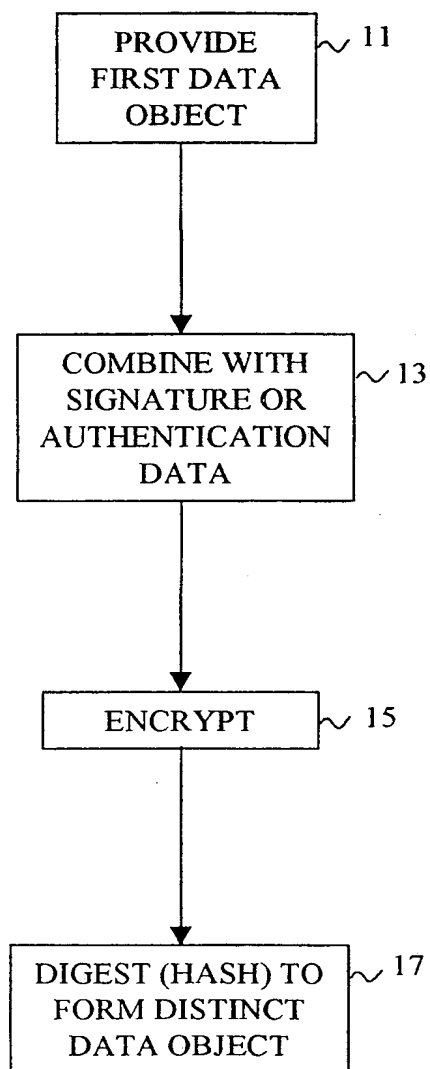 PROVIDE
FIRST DATA
OBJECT
11
COMBINE WITH
SIGNATURE OR
AUTHENTICATION
DATA
13
ENCRYPT
15
DIGEST (HASH) TO
FORM DISTINCT
DATA OBJECT
17